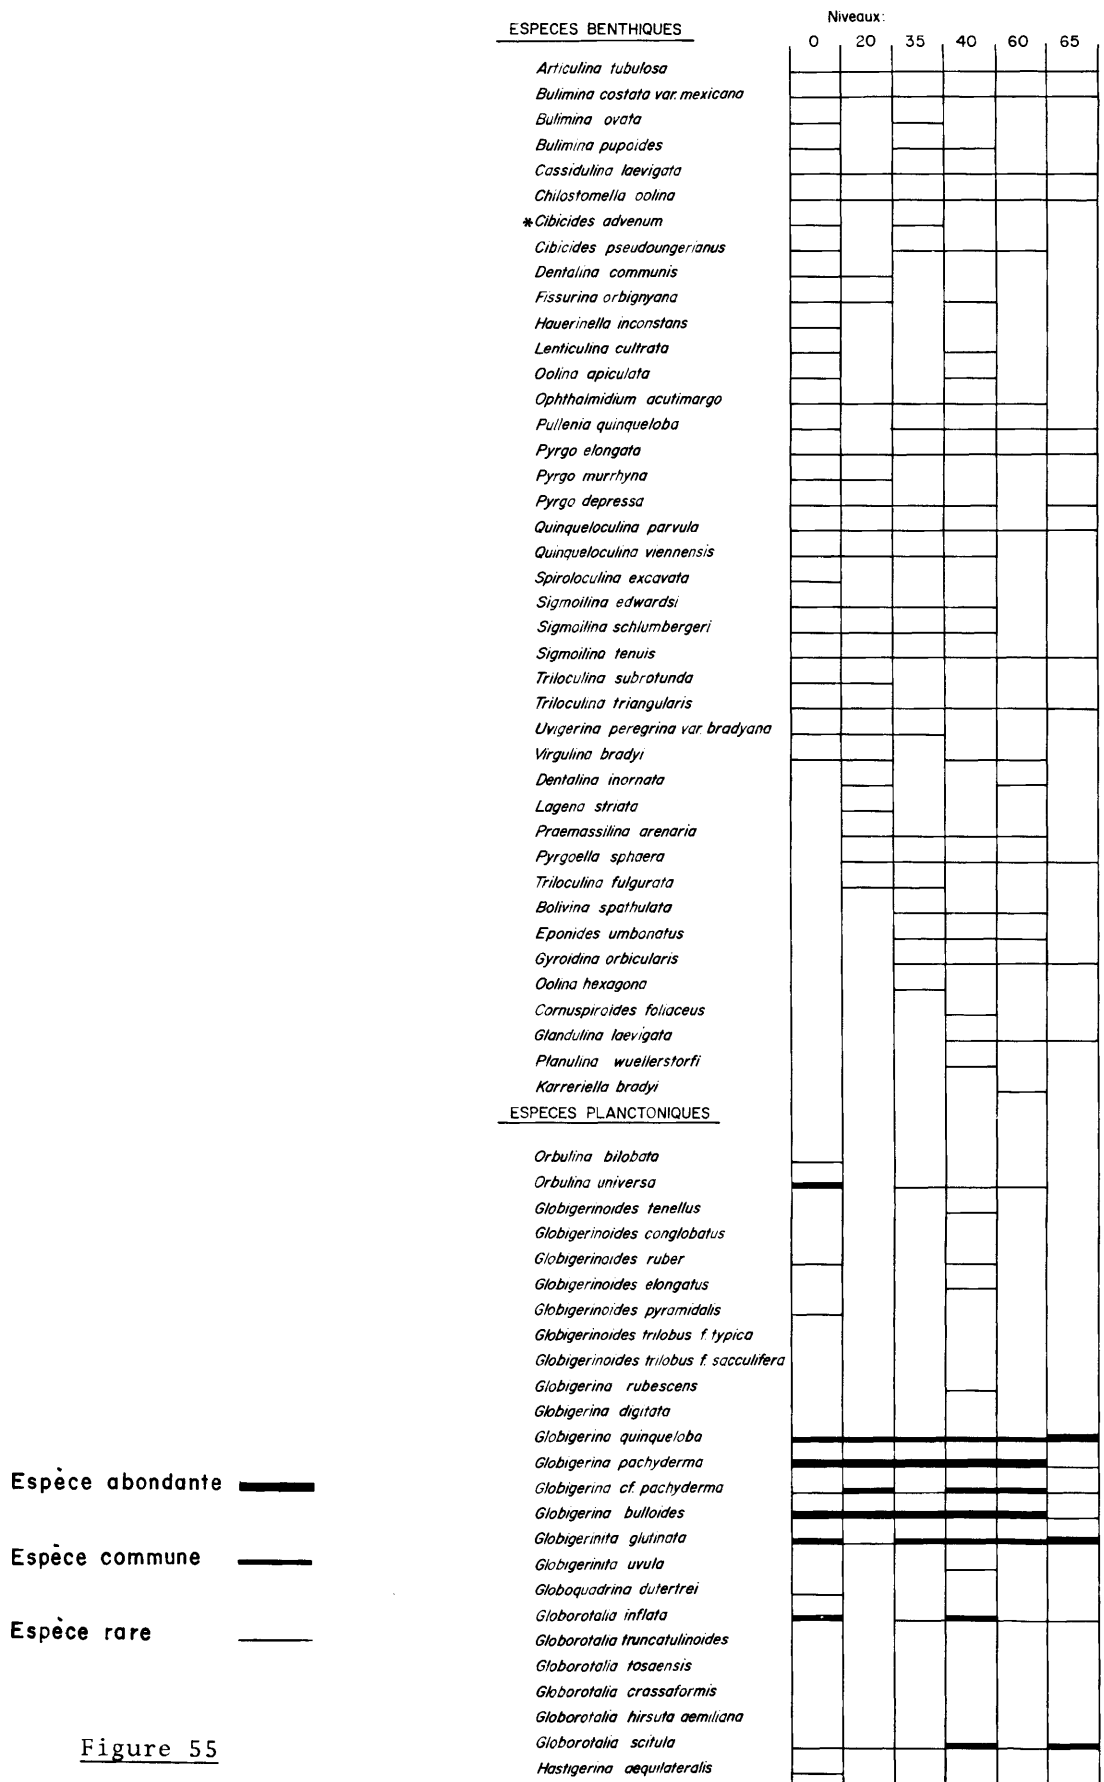 Niveaux:
ESPECES BENTHIQUES
0 20 35 40 60 65
Articulina tubulosa
Bulimina costata var. mexicana
Bulimina ovata
Bulimina pupoides
Cassidulina laevigata
Chilostomella oolina
*Cibicides advenum
Cibicides pseudoungerianus
Dentalina communis
Fissurina orbignyana
Hauerinella inconstans
Lenticulina cultrata
Oolina apiculata
Ophthalmidium acutimargo
Pullenia quinqueloba
Pyrgo elongata
Pyrgo murrhyna
Pyrgo depressa
Quinqueloculina parvula
Quinqueloculina viennensis
Spiroloculina excavata
Sigmoilina edwardsi
Sigmoilina schlumbergeri
Sigmoilina tenuis
Triloculina subrotunda
Triloculina triangularis
Uvigerina peregrina var. bradyana
Virgulina bradyi
Dentalina inornata
Lagena striata
Praemassilina arenaria
Pyrgoella sphaera
Triloculina fulgurata
Bolivina spathulata
Eponides umbonatus
Gyroidina orbicularis
Oolina hexagona
Cornuspiroides foliaceus
Glandulina laevigata
Planulina wuellerstorfi
Karreriella bradyi
ESPECES PLANCTONIQUES
Orbulina bilobata
Orbulina universa
Globigerinoides tenellus
Globigerinoides conglobatus
Globigerinoides ruber
Globigerinoides elongatus
Globigerinoides pyramidalis
Globigerinoides trilobus f. typica
Globigerinoides trilobus f. sacculifera
Globigerina rubescens
Globigerina digitata
Globigerina quinqueloba
Globigerina pachyderma
Globigerina cf. pachyderma
Globigerina bulloides
Globigerinita glutinata
Globigerinita uvula
Globoquadrina dutertrei
Globorotalia inflata
Globorotalia truncatulinoides
Globorotalia tosaensis
Globorotalia crassaformis
Globorotalia hirsuta aemiliana
Globorotalia scitula
Hastigerina aequilateralis
Espèce abondante
Espèce commune
Espèce rare
Figure 55